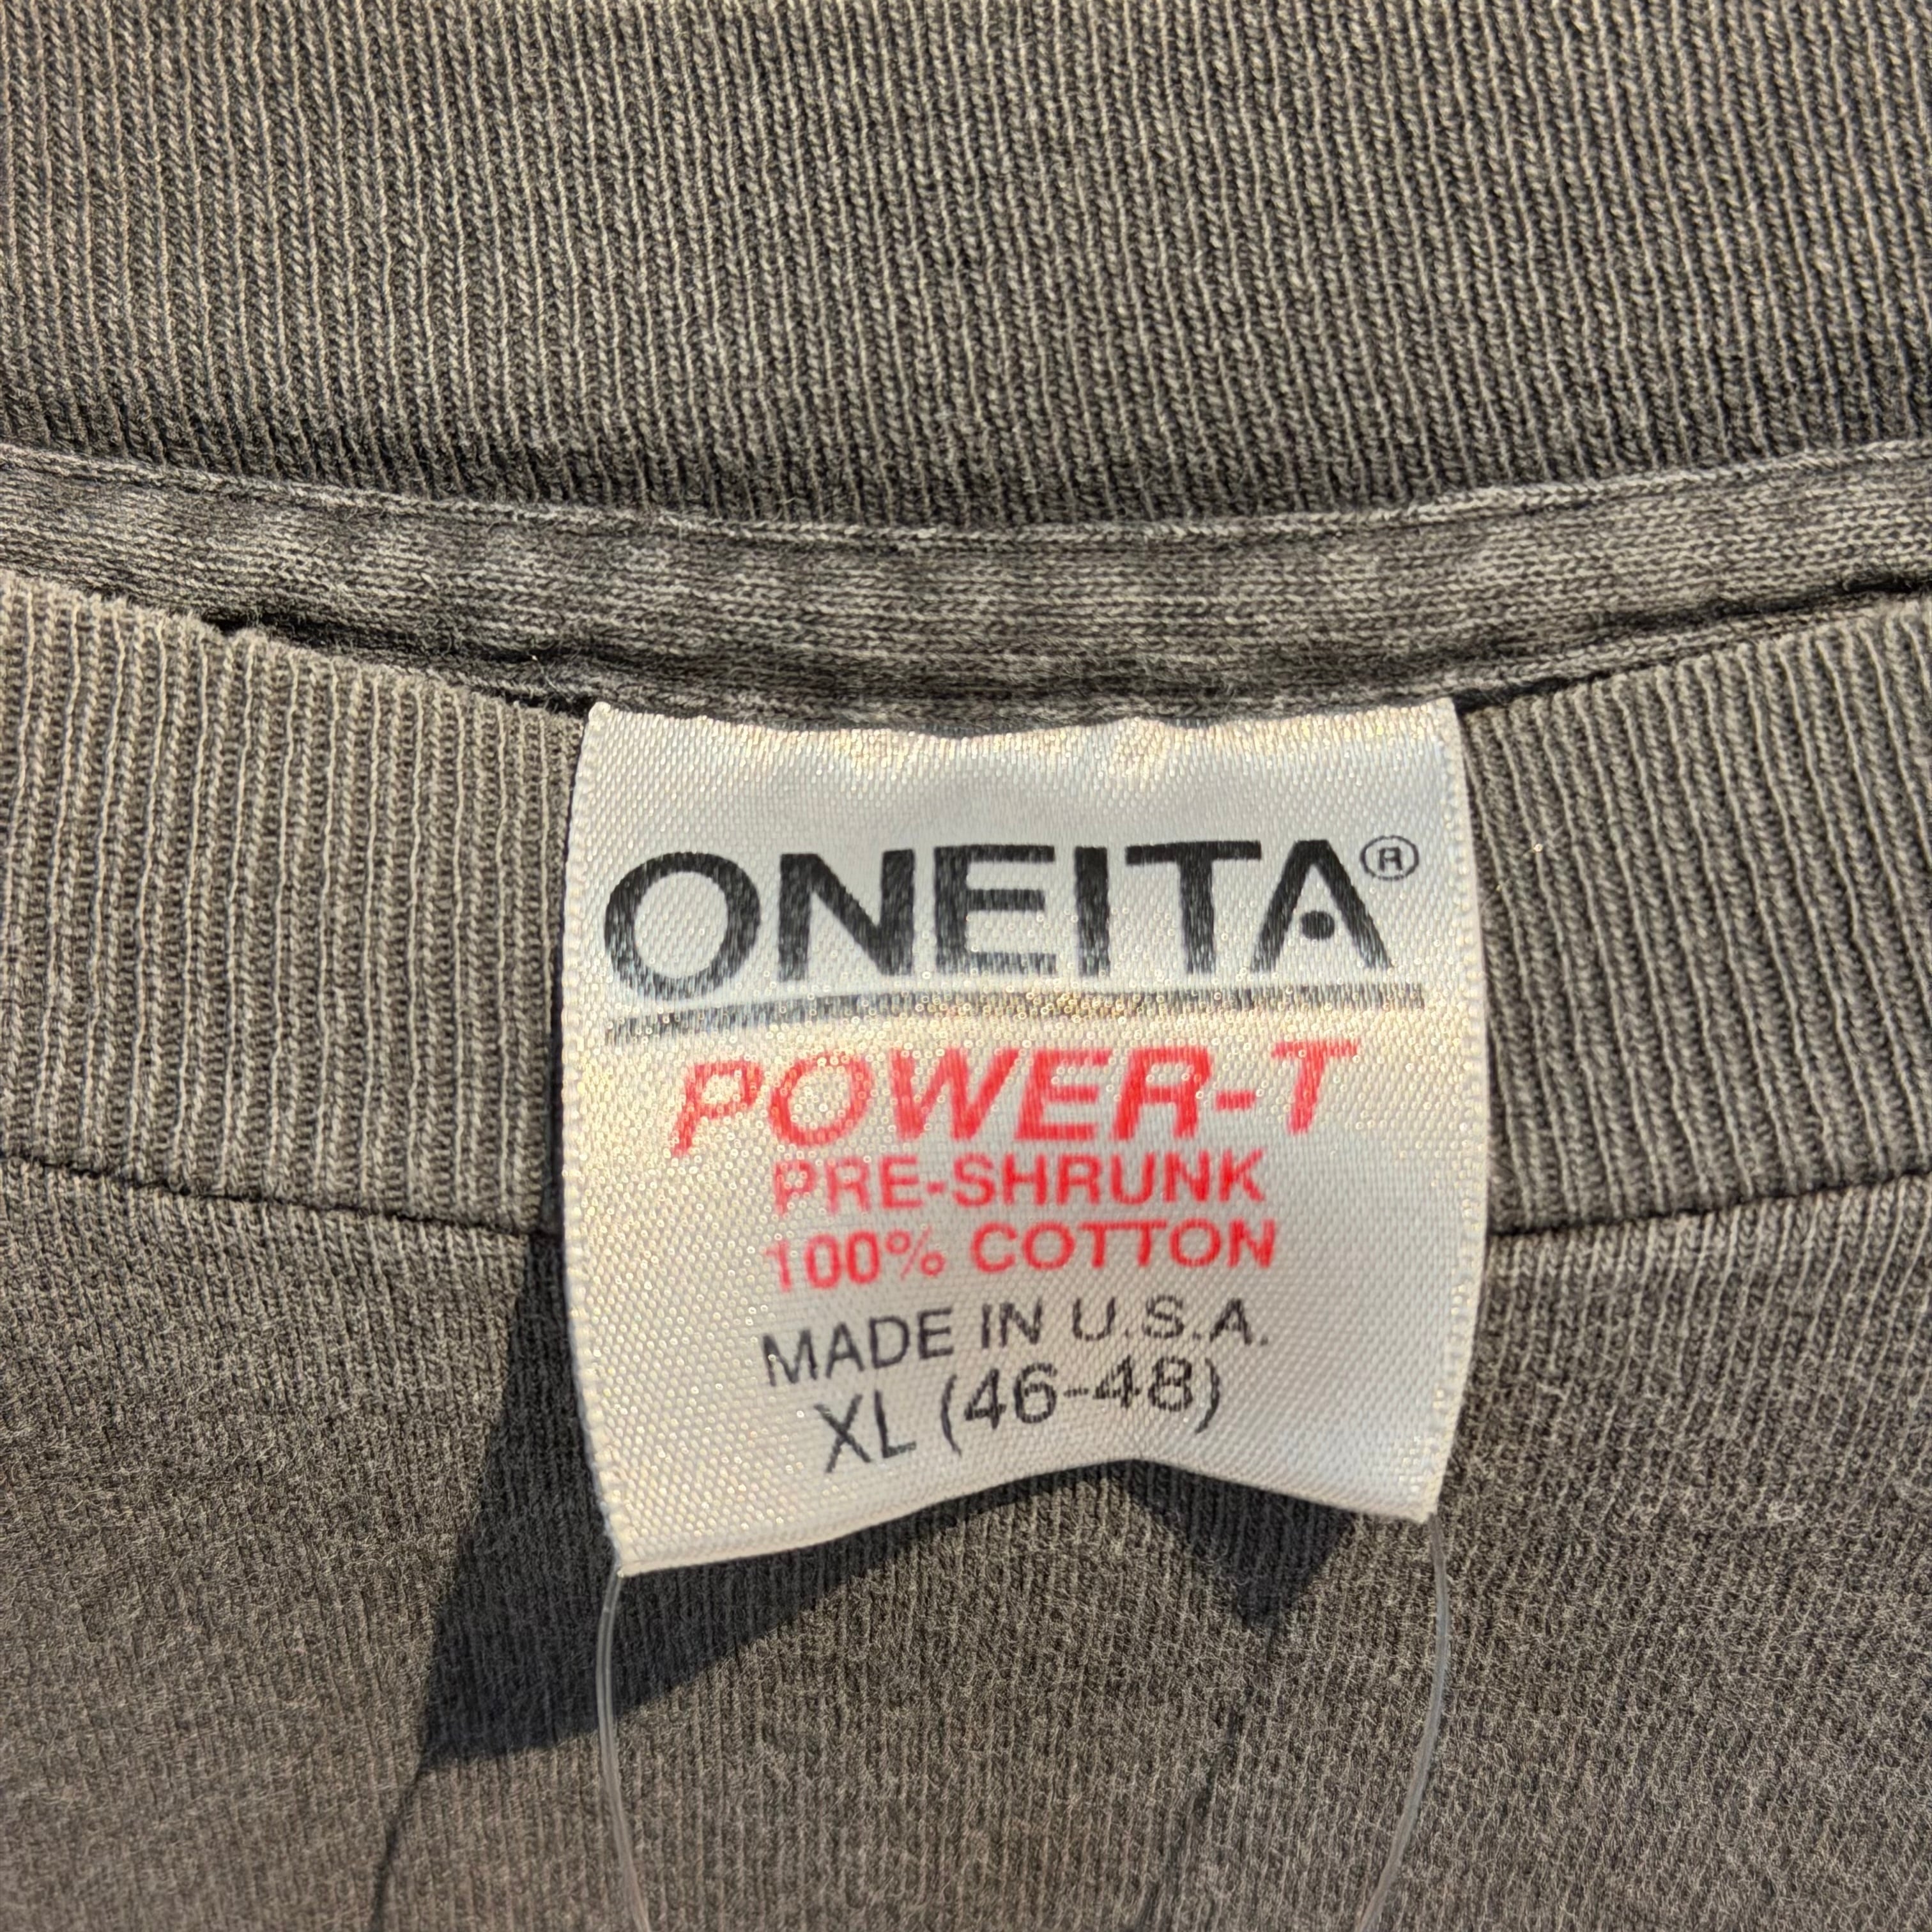 ONEITA®
POWER-T
PRE-SHRUNK
100% COTTON
MADE IN U.S.A.
XL (46-48)